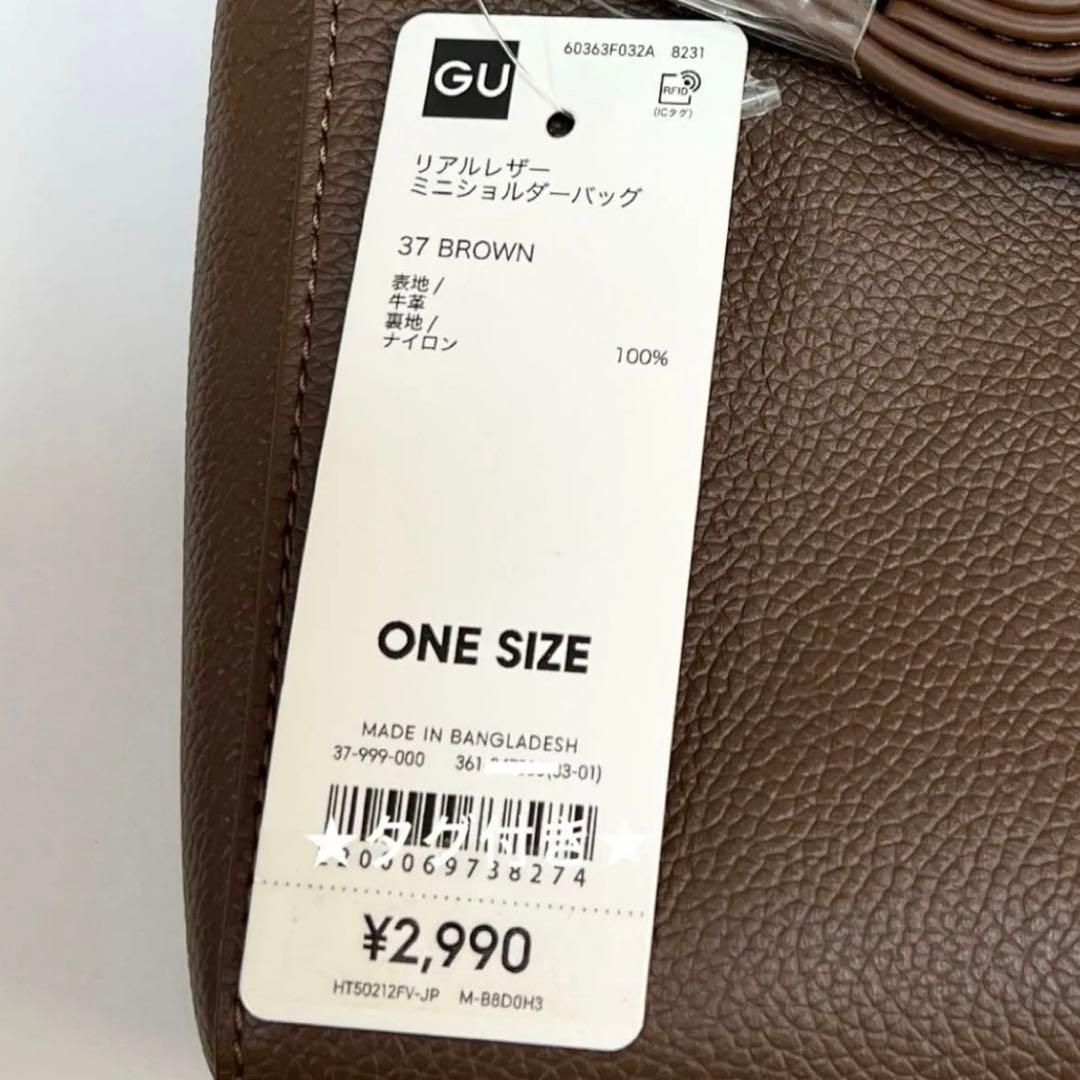 GU
60363F032A 8231
RFID
(ICタグ)
リアルレザー
ミニショルダーバッグ
37 BROWN
表地/
牛革
裏地/
ナイロン 100%
ONE SIZE
MADE IN BANGLADESH
37-999-000 361-
★タグ付き★
¥2,990
HT50212FV-JP M-B8D0H3